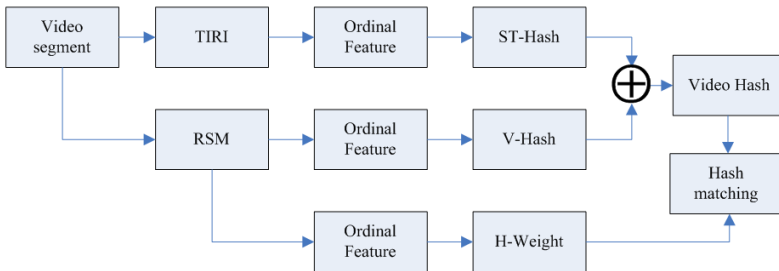 Video
segment
TIRI
Ordinal
Feature
ST-Hash
Video Hash
RSM
Ordinal
Feature
V-Hash
Hash
matching
Ordinal
Feature
H-Weight